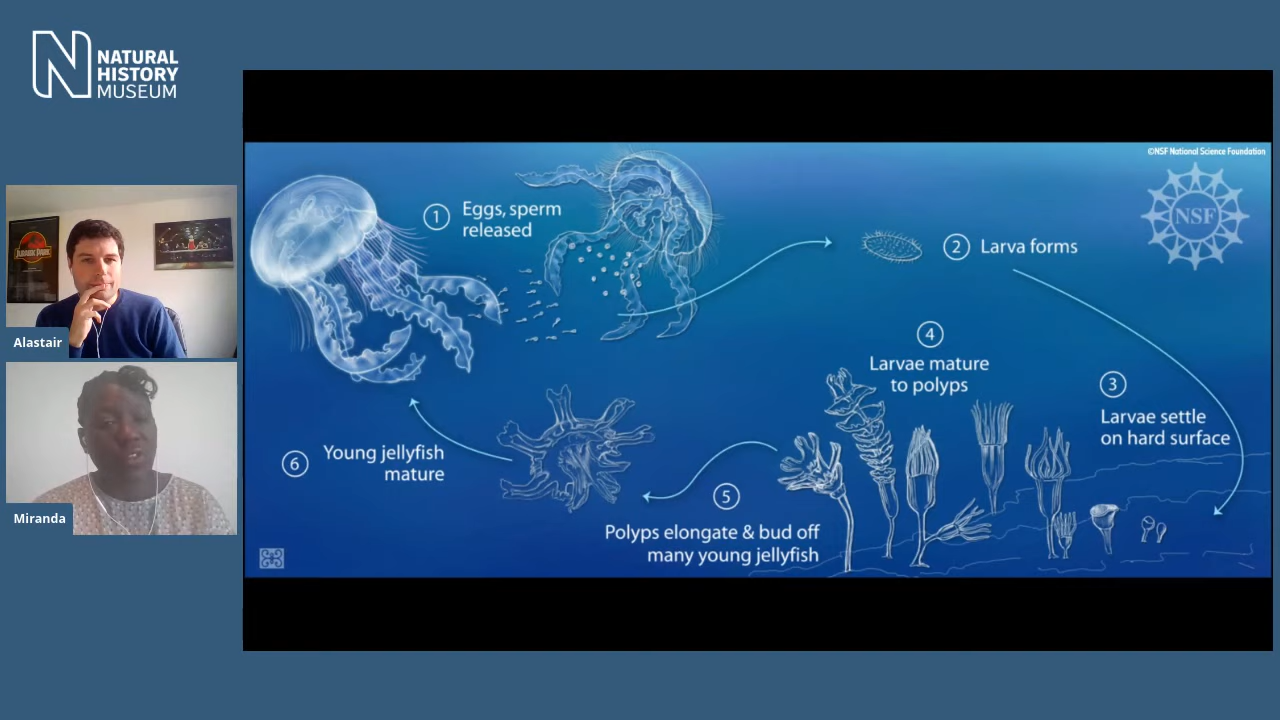 NATURAL
HISTORY
MUSEUM
JURASSIC PARK
Alastair
Miranda
©NSF National Science Foundation
NSF
1
Eggs, sperm
released
2
Larva forms
3
Larvae settle
on hard surface
4
Larvae mature
to polyps
5
Polyps elongate & bud off
many young jellyfish
6
Young jellyfish
mature